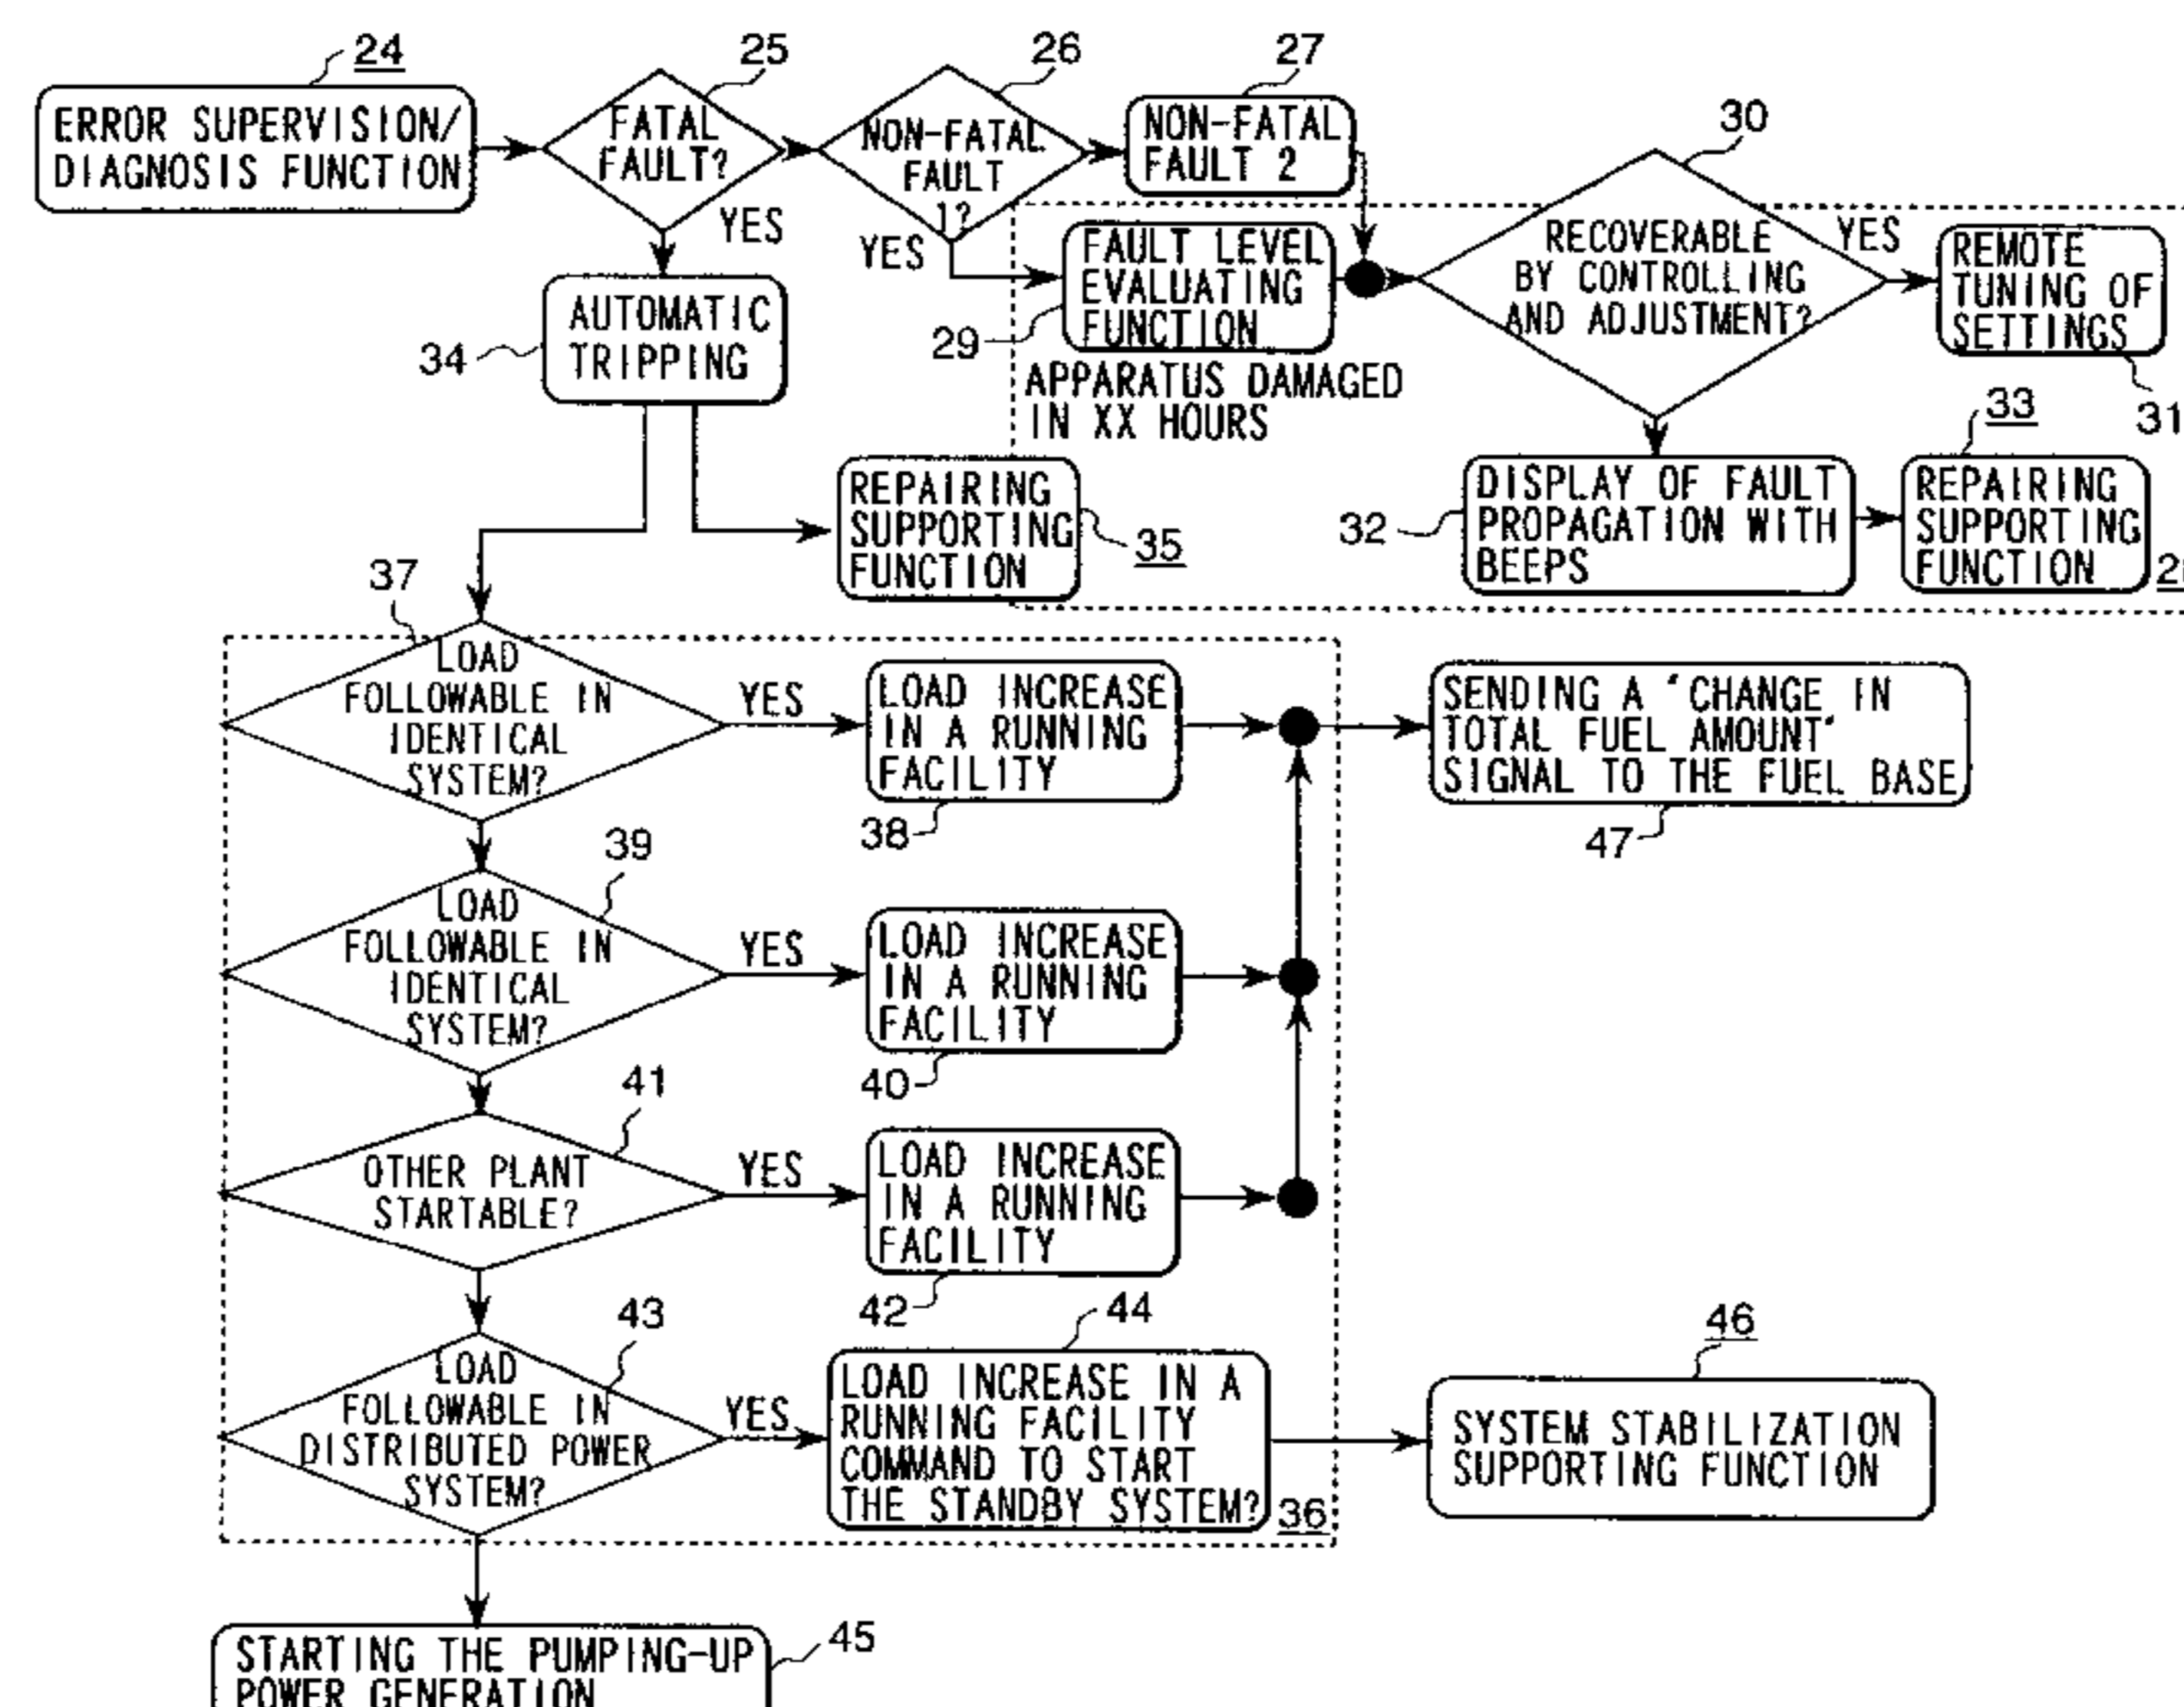 24
25
26
27
30
ERROR SUPERVISION/
DIAGNOSIS FUNCTION
FATAL
FAULT?
NON-FATAL
FAULT
1?
NON-FATAL
FAULT 2
YES
YES
FAULT LEVEL
EVALUATING
FUNCTION
29
RECOVERABLE
BY CONTROLLING
AND ADJUSTMENT?
YES
REMOTE
TUNING OF
SETTINGS
31
34
AUTOMATIC
TRIPPING
APPARATUS DAMAGED
IN XX HOURS
33
REPAIRING
SUPPORTING
FUNCTION
35
32
DISPLAY OF FAULT
PROPAGATION WITH
BEEPS
REPAIRING
SUPPORTING
FUNCTION
37
LOAD
FOLLOWABLE IN
IDENTICAL
SYSTEM?
YES
LOAD INCREASE
IN A RUNNING
FACILITY
38
SENDING A 'CHANGE IN
TOTAL FUEL AMOUNT'
SIGNAL TO THE FUEL BASE
47
39
LOAD
FOLLOWABLE IN
IDENTICAL
SYSTEM?
YES
LOAD INCREASE
IN A RUNNING
FACILITY
40
41
OTHER PLANT
STARTABLE?
YES
LOAD INCREASE
IN A RUNNING
FACILITY
42
43
LOAD
FOLLOWABLE IN
DISTRIBUTED POWER
SYSTEM?
YES
44
LOAD INCREASE IN A
RUNNING FACILITY
COMMAND TO START
THE STANDBY SYSTEM?
36
46
SYSTEM STABILIZATION
SUPPORTING FUNCTION
45
STARTING THE PUMPING-UP
POWER GENERATION